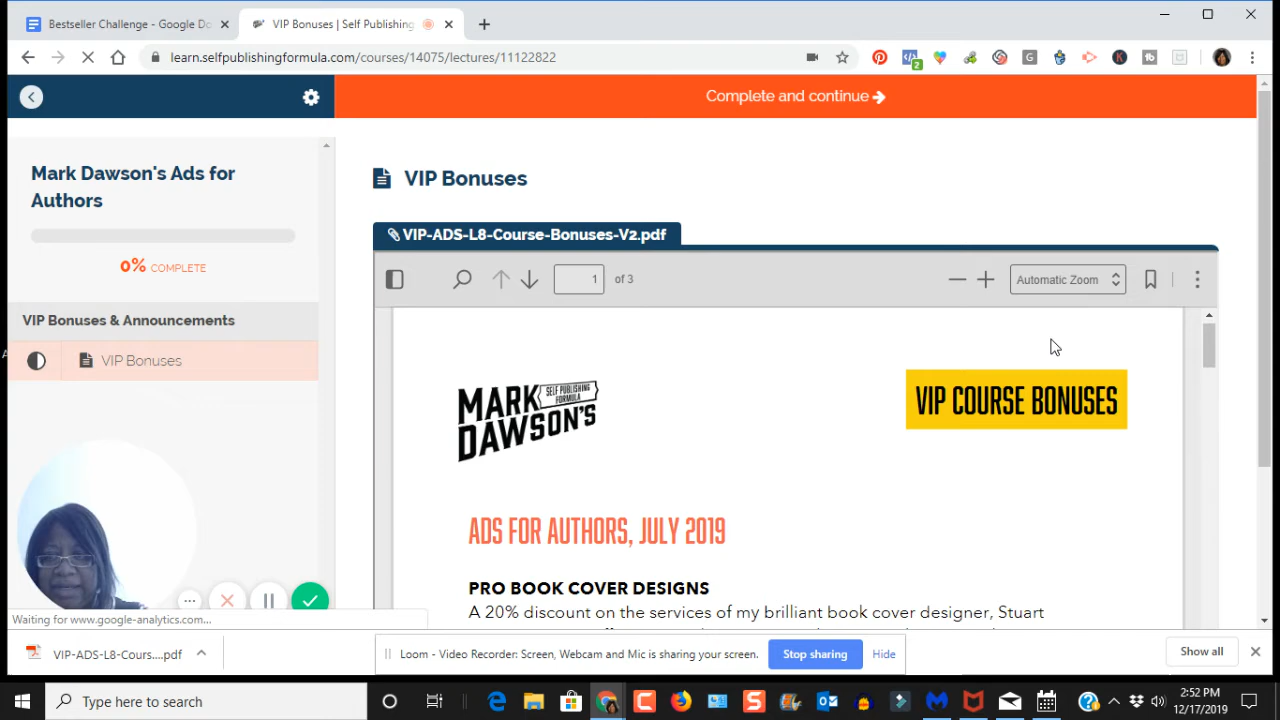 Bestseller Challenge - Google Do
VIP Bonuses | Self Publishing
learn.selfpublishingformula.com/courses/14075/lectures/11122822
2
Complete and continue
Mark Dawson's Ads for
Authors
0% COMPLETE
VIP Bonuses & Announcements
VIP Bonuses
VIP Bonuses
VIP-ADS-L8-Course-Bonuses-V2.pdf
1 of 3
Automatic Zoom
MARK
DAWSON'S
SELF PUBLISHING
FORMULA
VIP COURSE BONUSES
ADS FOR AUTHORS, JULY 2019
PRO BOOK COVER DESIGNS
A 20% discount on the services of my brilliant book cover designer, Stuart
Waiting for www.google-analytics.com...
VIP-ADS-L8-Cours....pdf
Loom - Video Recorder: Screen, Webcam and Mic is sharing your screen.
Stop sharing
Hide
Show all
Type here to search
2:52 PM
12/17/2019